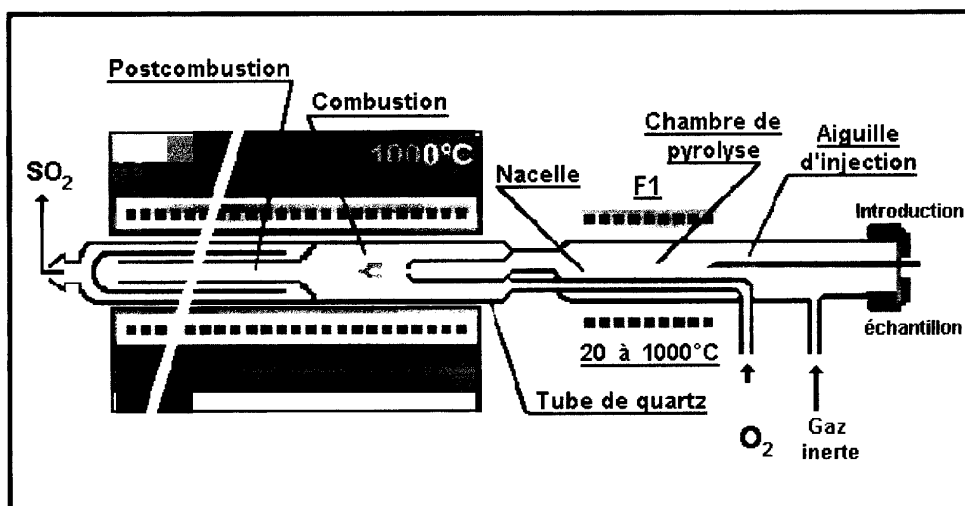 Postcombustion
Combustion
Chambre de
pyrolyse
Aiguille
d'injection
1000°C
SO2
Nacelle
F1
Introduction
échantillon
20 à 1000°C
Tube de quartz
O2
Gaz
inerte